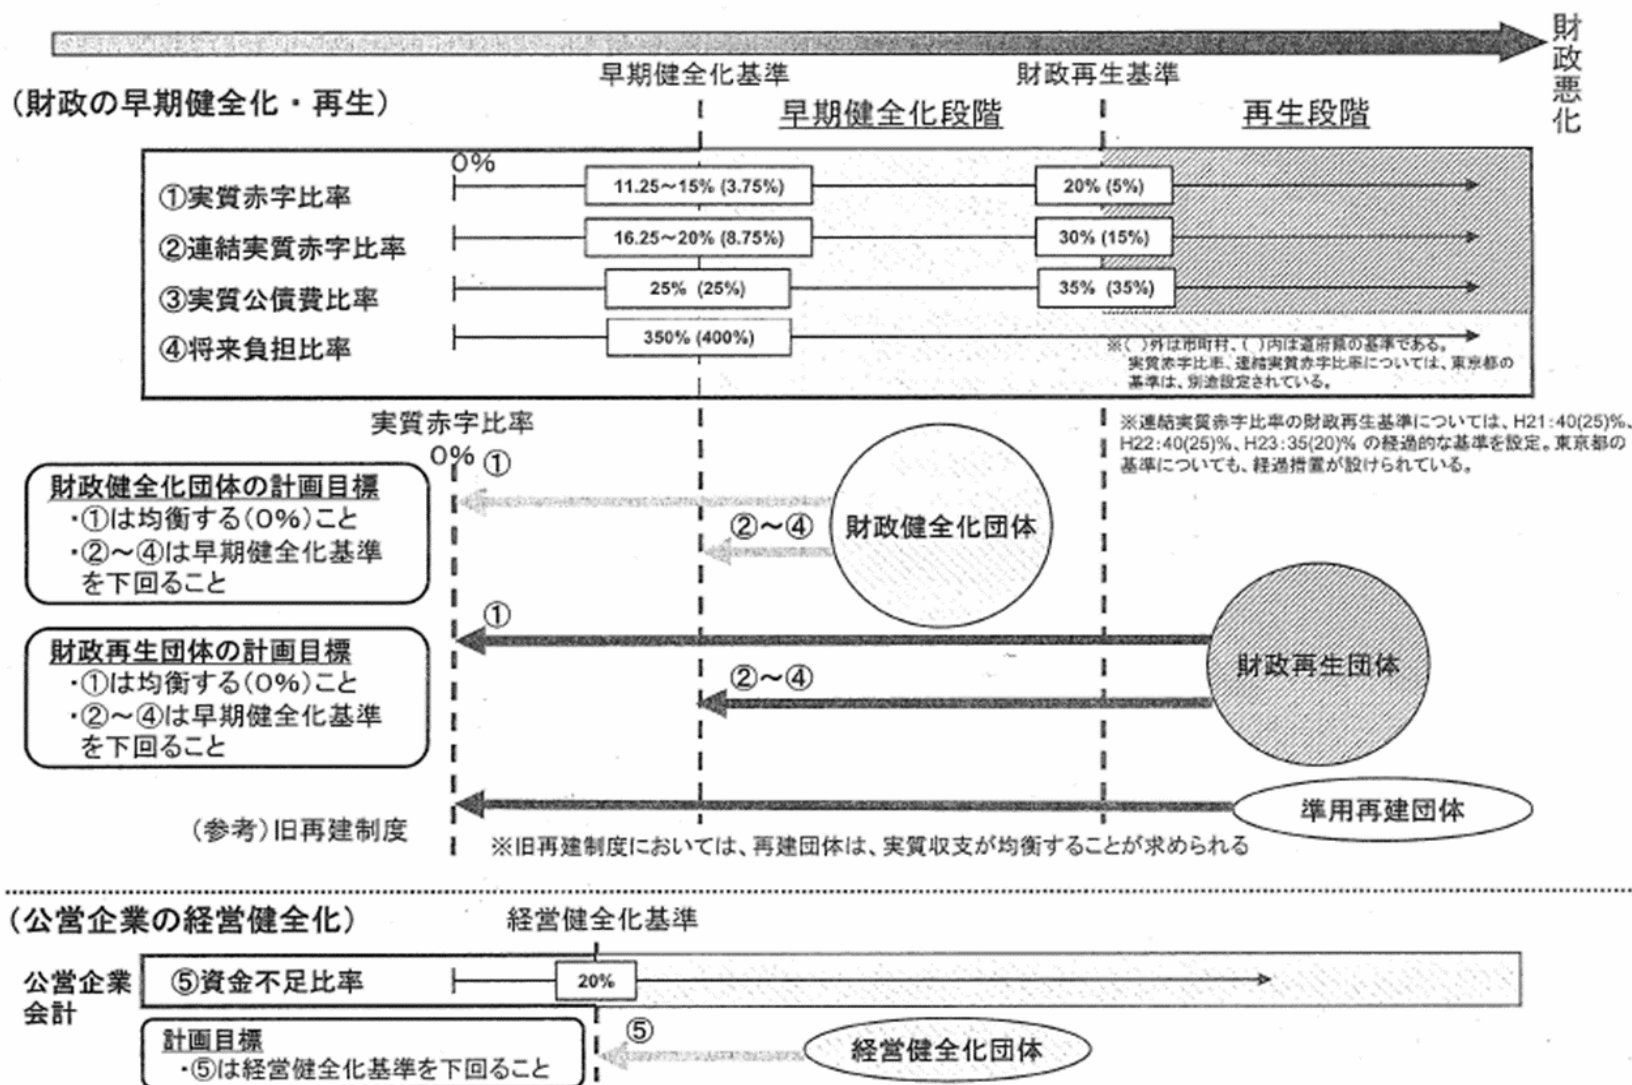 財政悪化
早期健全化基準
財政再生基準
（財政の早期健全化・再生）
早期健全化段階
再生段階
0%
①実質赤字比率
11.25～15% (3.75%)
20% (5%)
②連結実質赤字比率
16.25～20% (8.75%)
30% (15%)
③実質公債費比率
25% (25%)
35% (35%)
④将来負担比率
350% (400%)
※( )外は市町村、( )内は道府県の基準である。
実質赤字比率、連結実質赤字比率については、東京都の
基準は、別途設定されている。
※連結実質赤字比率の財政再生基準については、H21:40(25)%、
H22:40(25)%、H23:35(20)% の経過的な基準を設定。東京都の
基準についても、経過措置が設けられている。
実質赤字比率
0%
①
財政健全化団体の計画目標
・①は均衡する(0%)こと
・②～④は早期健全化基準
を下回ること
②～④
財政健全化団体
①
財政再生団体の計画目標
・①は均衡する(0%)こと
・②～④は早期健全化基準
を下回ること
②～④
財政再生団体
（参考）旧再建制度
準用再建団体
※旧再建制度においては、再建団体は、実質収支が均衡することが求められる
（公営企業の経営健全化）
経営健全化基準
公営企業
会計
⑤資金不足比率
20%
計画目標
・⑤は経営健全化基準を下回ること
⑤
経営健全化団体